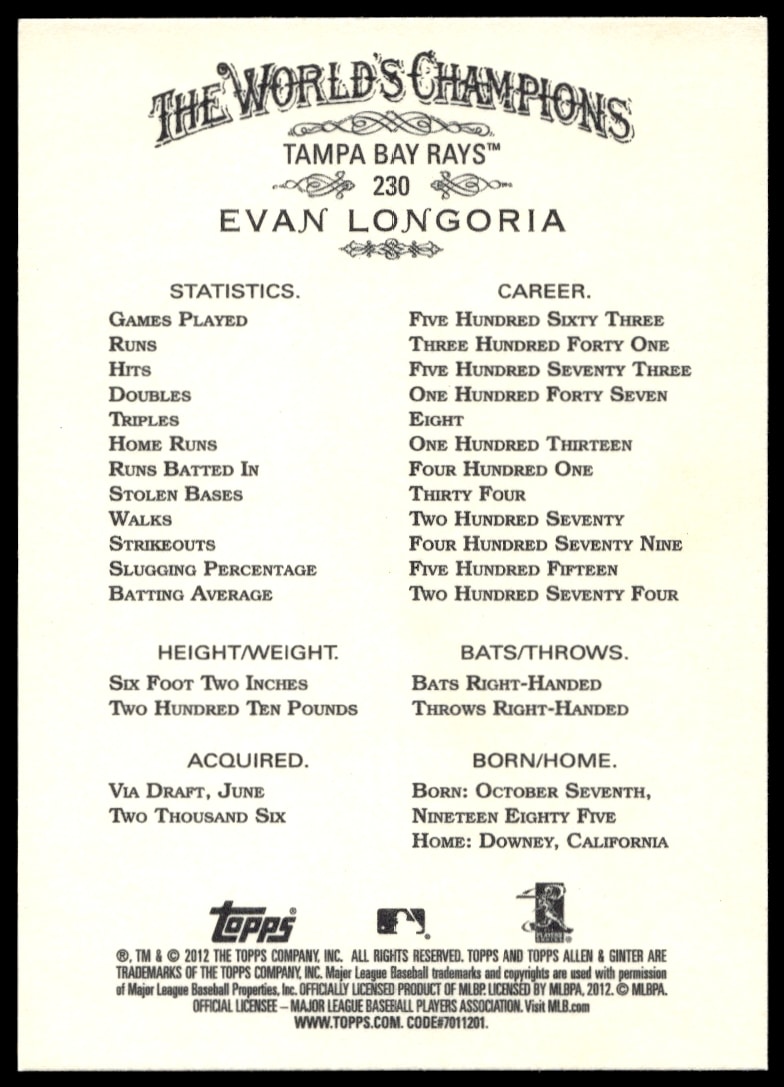 THE WORLD'S CHAMPIONS
TAMPA BAY RAYS™
230
EVAN LONGORIA
STATISTICS. CAREER.
GAMES PLAYED FIVE HUNDRED SIXTY THREE
RUNS THREE HUNDRED FORTY ONE
HITS FIVE HUNDRED SEVENTY THREE
DOUBLES ONE HUNDRED FORTY SEVEN
TRIPLES EIGHT
HOME RUNS ONE HUNDRED THIRTEEN
RUNS BATTED IN FOUR HUNDRED ONE
STOLEN BASES THIRTY FOUR
WALKS TWO HUNDRED SEVENTY
STRIKEOUTS FOUR HUNDRED SEVENTY NINE
SLUGGING PERCENTAGE FIVE HUNDRED FIFTEEN
BATTING AVERAGE TWO HUNDRED SEVENTY FOUR
HEIGHT/WEIGHT. BATS/THROWS.
SIX FOOT TWO INCHES BATS RIGHT-HANDED
TWO HUNDRED TEN POUNDS THROWS RIGHT-HANDED
ACQUIRED. BORN/HOME.
VIA DRAFT, JUNE BORN: OCTOBER SEVENTH,
TWO THOUSAND SIX NINETEEN EIGHTY FIVE
HOME: DOWNEY, CALIFORNIA
Topps®
®, TM & © 2012 THE TOPPS COMPANY, INC. ALL RIGHTS RESERVED. TOPPS AND TOPPS ALLEN & GINTER ARE
TRADEMARKS OF THE TOPPS COMPANY, INC. Major League Baseball trademarks and copyrights are used with permission
of Major League Baseball Properties, Inc. OFFICIALLY LICENSED PRODUCT OF MLBP. LICENSED BY MLBPA, 2012. © MLBPA.
OFFICIAL LICENSEE – MAJOR LEAGUE BASEBALL PLAYERS ASSOCIATION. Visit MLB.com
WWW.TOPPS.COM. CODE#7011201.